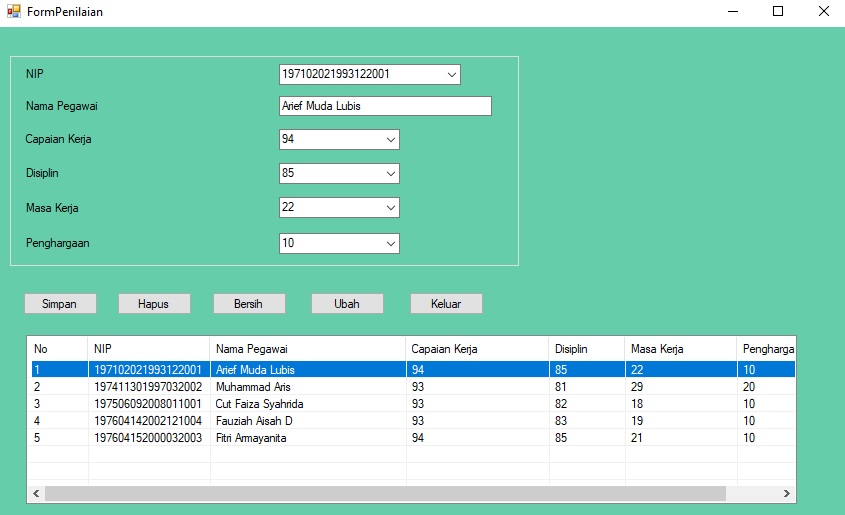 FormPenilaian
NIP 197102021993122001
Nama Pegawai Arief Muda Lubis
Capaian Kerja 94
Disiplin 85
Masa Kerja 22
Penghargaan 10
Simpan Hapus Bersih Ubah Keluar
No NIP Nama Pegawai Capaian Kerja Disiplin Masa Kerja Pengharga
1 197102021993122001 Arief Muda Lubis 94 85 22 10
2 197411301997032002 Muhammad Aris 93 81 29 20
3 197506092008011001 Cut Faiza Syahrida 93 82 18 10
4 197604142002121004 Fauziah Aisah D 93 83 19 10
5 197604152000032003 Fitri Armayanita 94 85 21 10